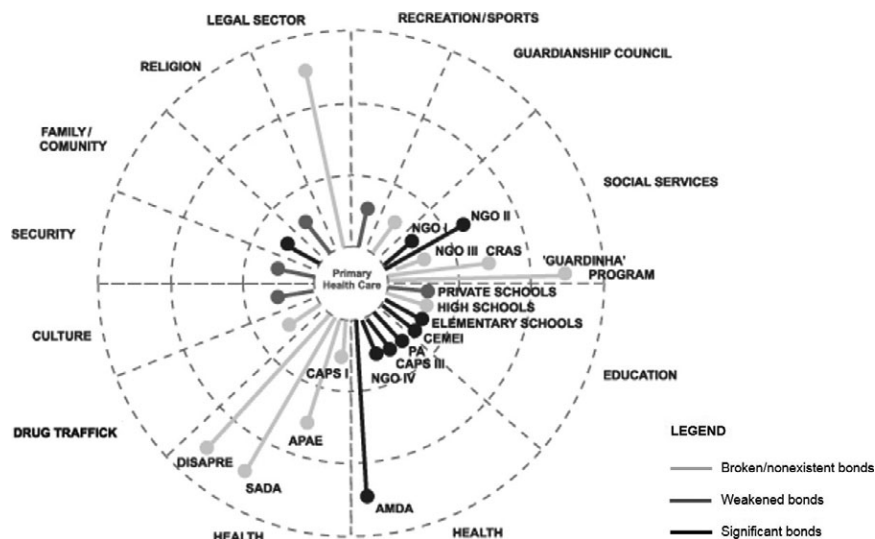 LEGAL SECTOR
RECREATION/SPORTS
RELIGION
GUARDIANSHIP COUNCIL
FAMILY/
COMUNITY
SOCIAL SERVICES
SECURITY
NGO I
NGO II
NGO III
CRAS
'GUARDINHA'
PROGRAM
Primary
Health Care
PRIVATE SCHOOLS
HIGH SCHOOLS
ELEMENTARY SCHOOLS
CEMEI
PA
CAPS III
NGO IV
CAPS I
CULTURE
EDUCATION
DRUG TRAFFICK
APAE
DISAPRE
SADA
AMDA
HEALTH
HEALTH
LEGEND
Broken/nonexistent bonds
Weakened bonds
Significant bonds